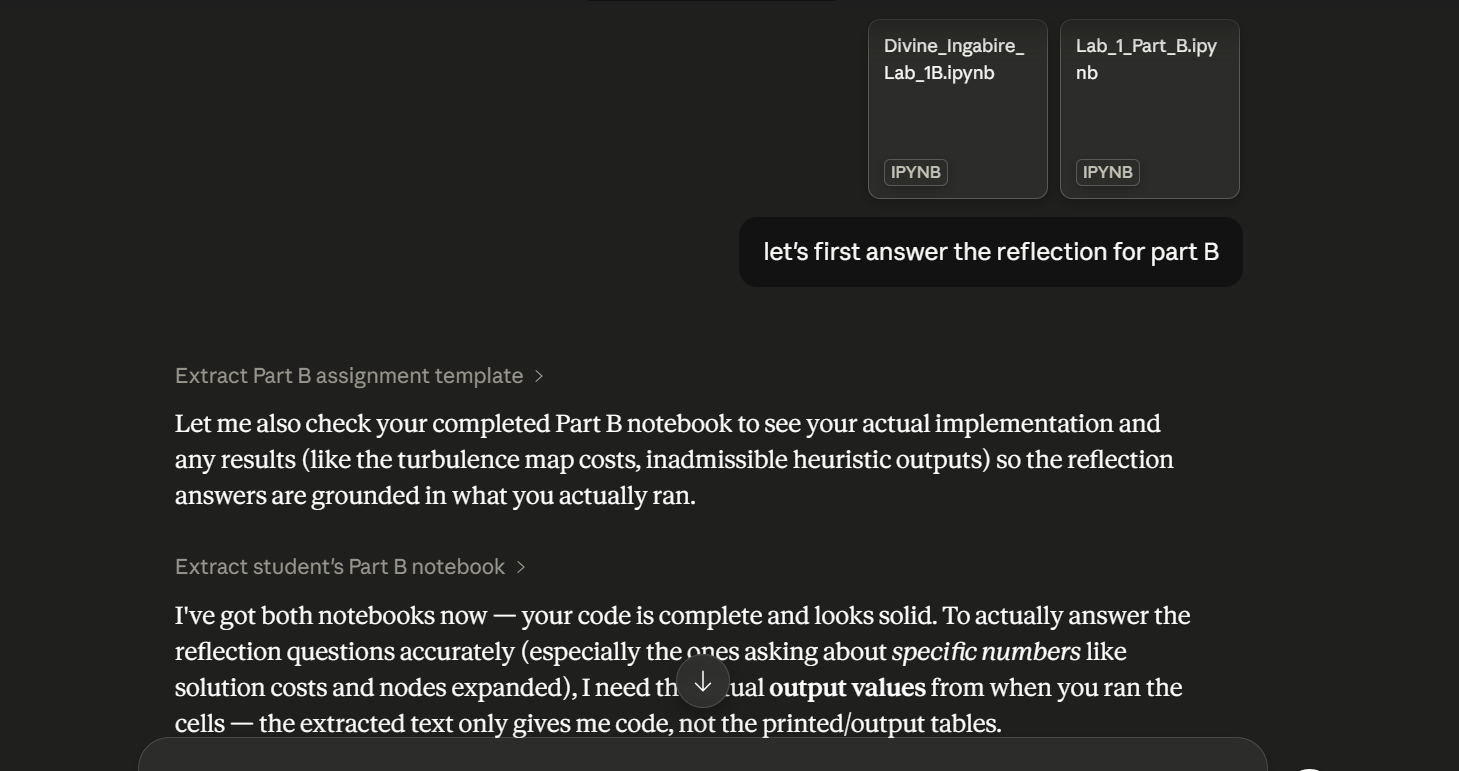 Divine_Ingabire_
Lab_1B.ipynb
IPYNB
Lab_1_Part_B.ipy
nb
IPYNB
let's first answer the reflection for part B
Extract Part B assignment template >
Let me also check your completed Part B notebook to see your actual implementation and
any results (like the turbulence map costs, inadmissible heuristic outputs) so the reflection
answers are grounded in what you actually ran.
Extract student's Part B notebook >
I've got both notebooks now — your code is complete and looks solid. To actually answer the
reflection questions accurately (especially the ones asking about specific numbers like
solution costs and nodes expanded), I need output values from when you ran the
cells — the extracted text only gives me code, not the printed/output tables.